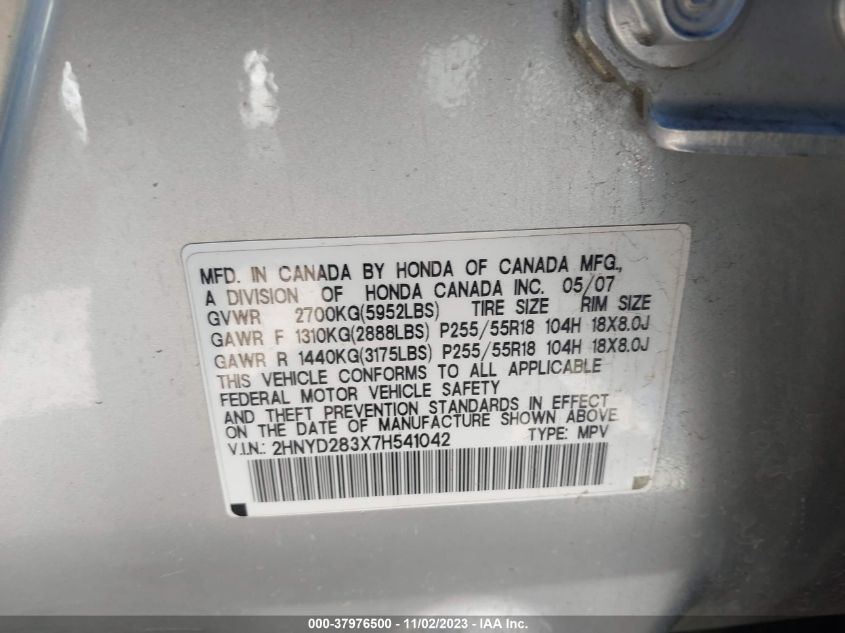 MFD. IN CANADA BY HONDA OF CANADA MFG.,
A DIVISION OF HONDA CANADA INC. 05/07
GVWR 2700KG(5952LBS) TIRE SIZE RIM SIZE
GAWR F 1310KG(2888LBS) P255/55R18 104H 18X8.0J
GAWR R 1440KG(3175LBS) P255/55R18 104H 18X8.0J
THIS VEHICLE CONFORMS TO ALL APPLICABLE
FEDERAL MOTOR VEHICLE SAFETY
AND THEFT PREVENTION STANDARDS IN EFFECT
ON THE DATE OF MANUFACTURE SHOWN ABOVE
V.I.N.: 2HNYD283X7H541042 TYPE: MPV
000-37976500 - 11/02/2023 - IAA Inc.